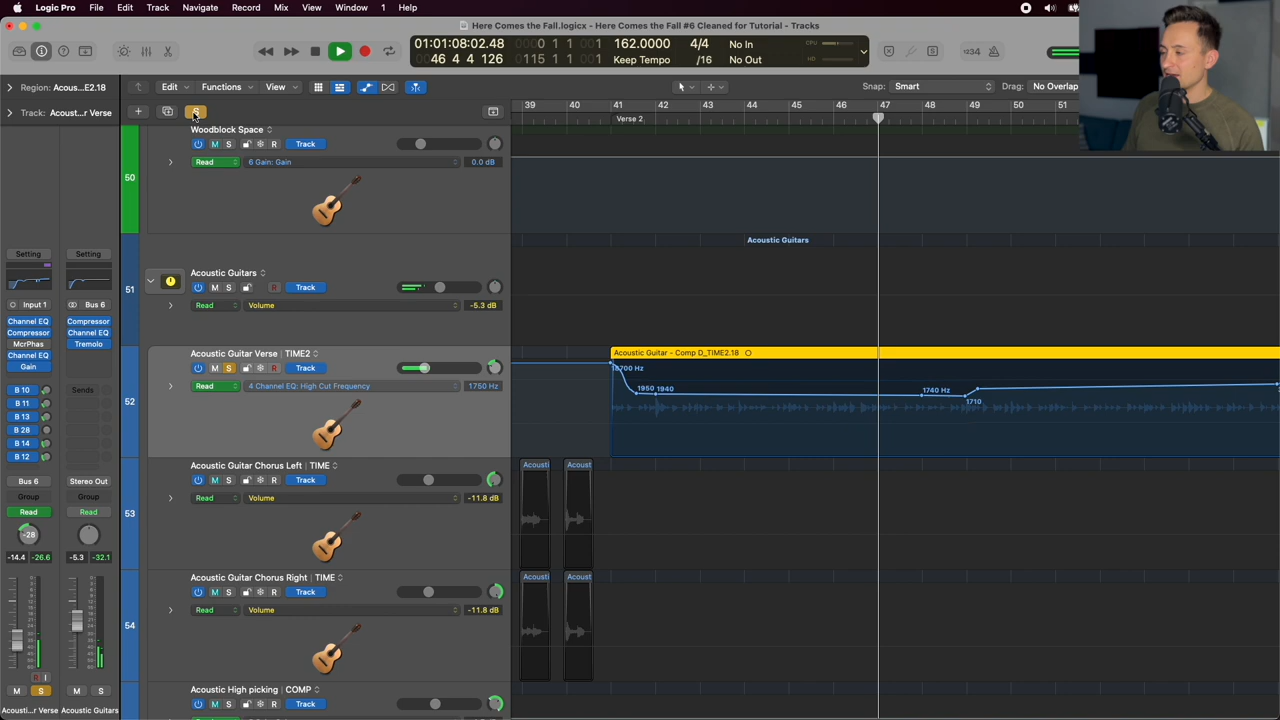 Logic Pro File Edit Track Navigate Record Mix View Window 1 Help
Here Comes the Fall.logicx - Here Comes the Fall #6 Cleaned for Tutorial - Tracks
01:01:08:02.48
46 4 4 126
162.0000
Keep Tempo
4/4
/16
No In
No Out
CPU
HD
1234
Region: Acous...E2.18
Track: Acoust...r Verse
Edit Functions View
Snap: Smart
Drag: No Overlap
S
39 40 41 42 43 44 45 46 47 48 49 50 51
Verse 2
50
Woodblock Space
M S R Track
Read 6 Gain: Gain 0.0 dB
51
Acoustic Guitars
M S R Track
Read Volume -5.3 dB
Acoustic Guitars
52
Acoustic Guitar Verse | TIME2
M S R Track
Read 4 Channel EQ: High Cut Frequency 1750 Hz
Acoustic Guitar - Comp D_TIME2.18
1950 1940
1740 Hz
1710
53
Acoustic Guitar Chorus Left | TIME
M S R Track
Read Volume -11.8 dB
Acousti Acoust
54
Acoustic Guitar Chorus Right | TIME
M S R Track
Read Volume -11.8 dB
Acousti Acoust
Acoustic High picking | COMP
M S R Track
Setting Setting
Input 1 Bus 6
Channel EQ Compressor
Compressor Channel EQ
McrPhas Tremolo
Channel EQ
Gain
B 10 Sends
B 11
B 13
B 28
B 14
B 12
Bus 6 Stereo Out
Group Group
Read Read
-28
-14.4 -26.6 -5.3 -32.1
R I
M S M S
Acousti...r Verse Acoustic Guitars